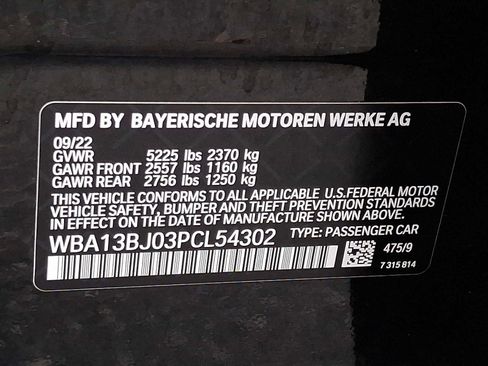 MFD BY BAYERISCHE MOTOREN WERKE AG
09/22
GVWR 5225 lbs 2370 kg
GAWR FRONT 2557 lbs 1160 kg
GAWR REAR 2756 lbs 1250 kg
THIS VEHICLE CONFORMS TO ALL APPLICABLE U.S.FEDERAL MOTOR
VEHICLE SAFETY, BUMPER AND THEFT PREVENTION STANDARDS
IN EFFECT ON THE DATE OF MANUFACTURE SHOWN ABOVE.
WBA13BJ03PCL54302 TYPE: PASSENGER CAR
475/9
7 315 814